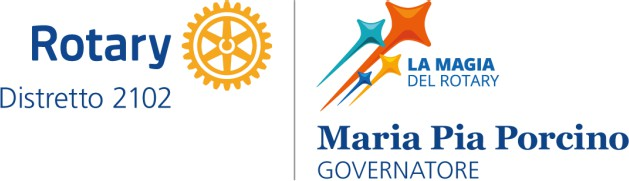 Rotary
Distretto 2102
LA MAGIA
DEL ROTARY
Maria Pia Porcino
GOVERNATORE